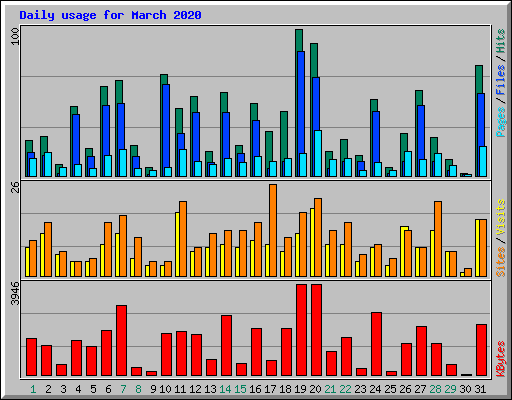 Daily usage for March 2020
100
Pages / Files / Hits
26
Sites / Visits
3946
KBytes
1 2 3 4 5 6 7 8 9 10 11 12 13 14 15 16 17 18 19 20 21 22 23 24 25 26 27 28 29 30 31